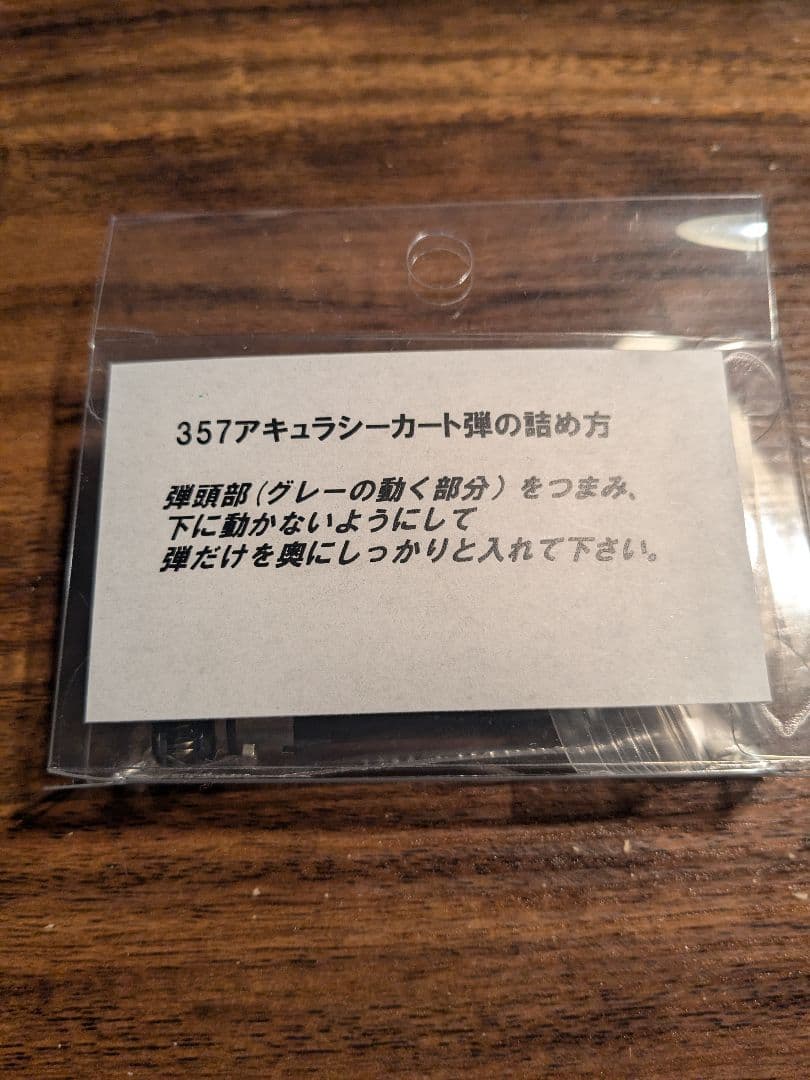 357アキュラシーカート弾の詰め方
弾頭部(グレーの動く部分)をつまみ、
下に動かないようにして
弾だけを奥にしっかりと入れて下さい。